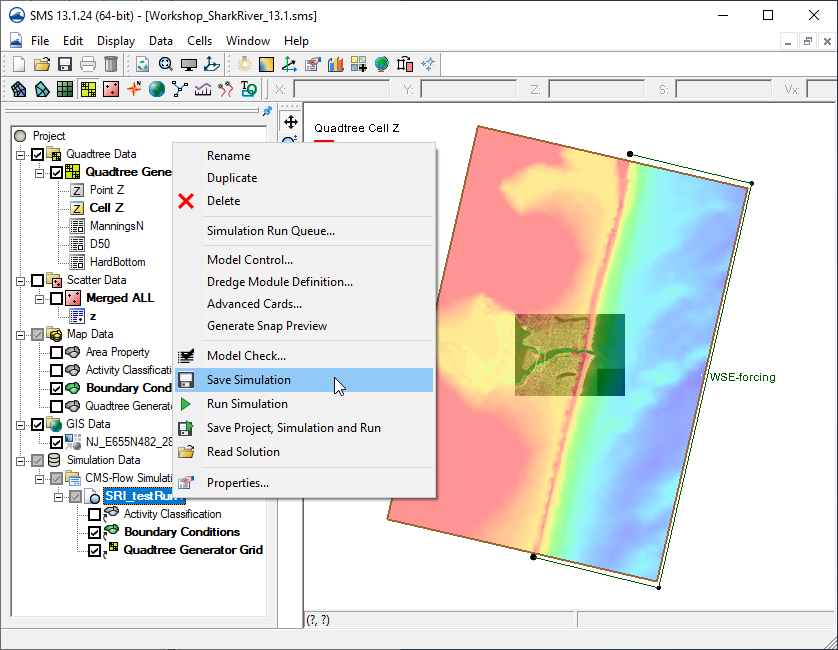 SMS 13.1.24 (64-bit) - [Workshop_SharkRiver_13.1.sms]
File Edit Display Data Cells Window Help
X: Y: Z: S: Vx:
Project
Quadtree Data
Quadtree Gene
Point Z
Cell Z
ManningsN
D50
HardBottom
Scatter Data
Merged ALL
z
Map Data
Area Property
Activity Classificati
Boundary Cond
Quadtree Generato
GIS Data
NJ_E655N482_28
Simulation Data
CMS-Flow Simulati
SRI_testRun
Activity Classification
Boundary Conditions
Quadtree Generator Grid
Rename
Duplicate
Delete
Simulation Run Queue...
Model Control...
Dredge Module Definition...
Advanced Cards...
Generate Snap Preview
Model Check...
Save Simulation
Run Simulation
Save Project, Simulation and Run
Read Solution
Properties...
Quadtree Cell Z
WSE-forcing
(?, ?)